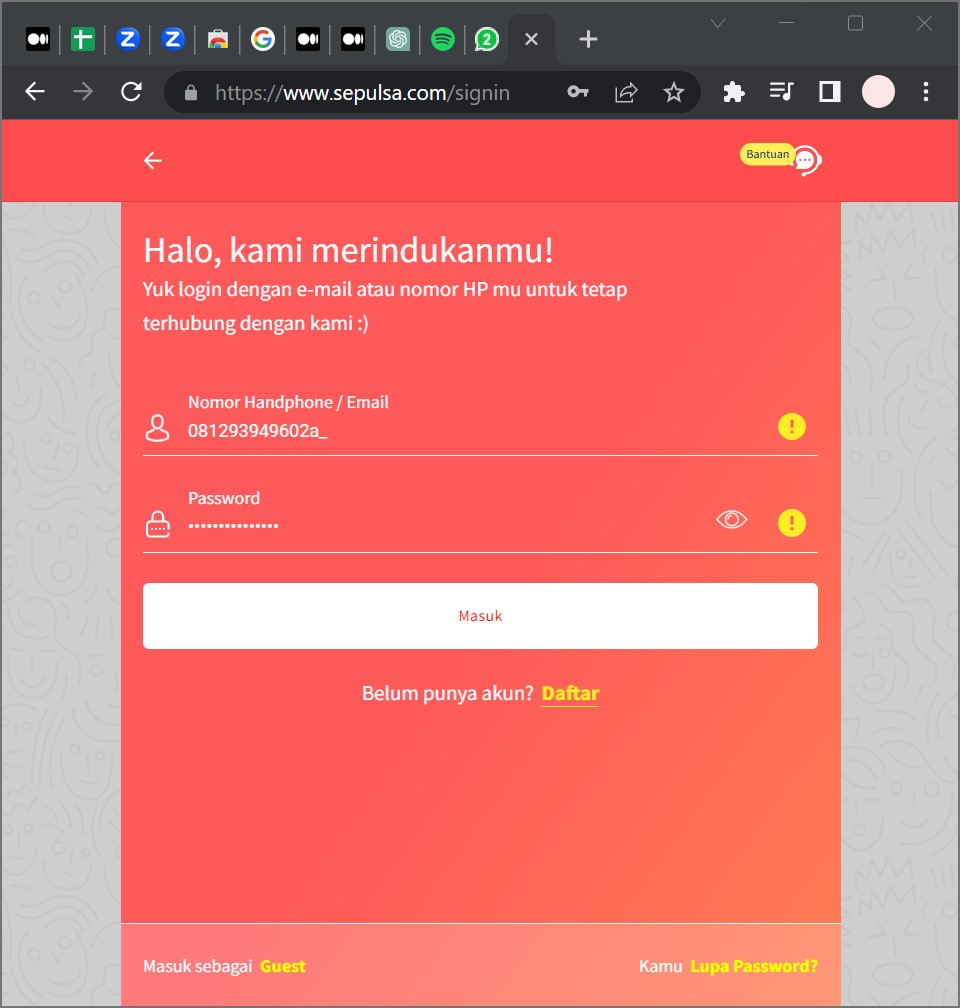 2
https://www.sepulsa.com/signin
Bantuan
Halo, kami merindukanmu!
Yuk login dengan e-mail atau nomor HP mu untuk tetap
terhubung dengan kami :)
Nomor Handphone / Email
081293949602a_
!
Password
•••••••••••••••
!
Masuk
Belum punya akun? Daftar
Masuk sebagai Guest
Kamu Lupa Password?